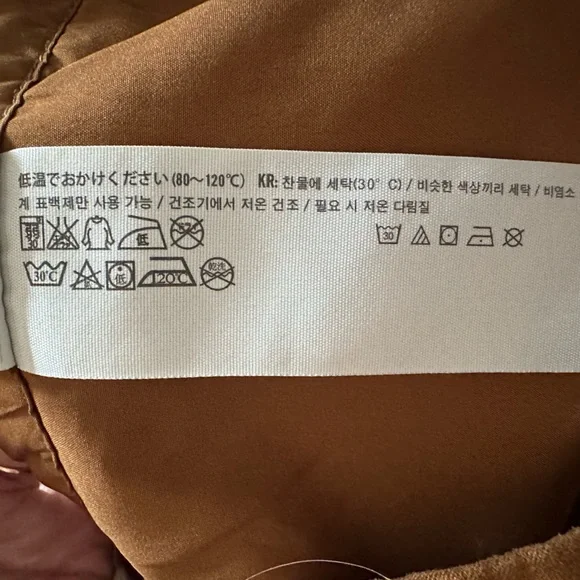 低温でおかけください(80〜120℃) KR: 찬물에 세탁(30° C) / 비슷한 색상끼리 세탁 / 비염소
계 표백제만 사용 가능 / 건조기에서 저온 건조 / 필요 시 저온 다림질
30 低 30
30℃ 低 120℃ 乾洗